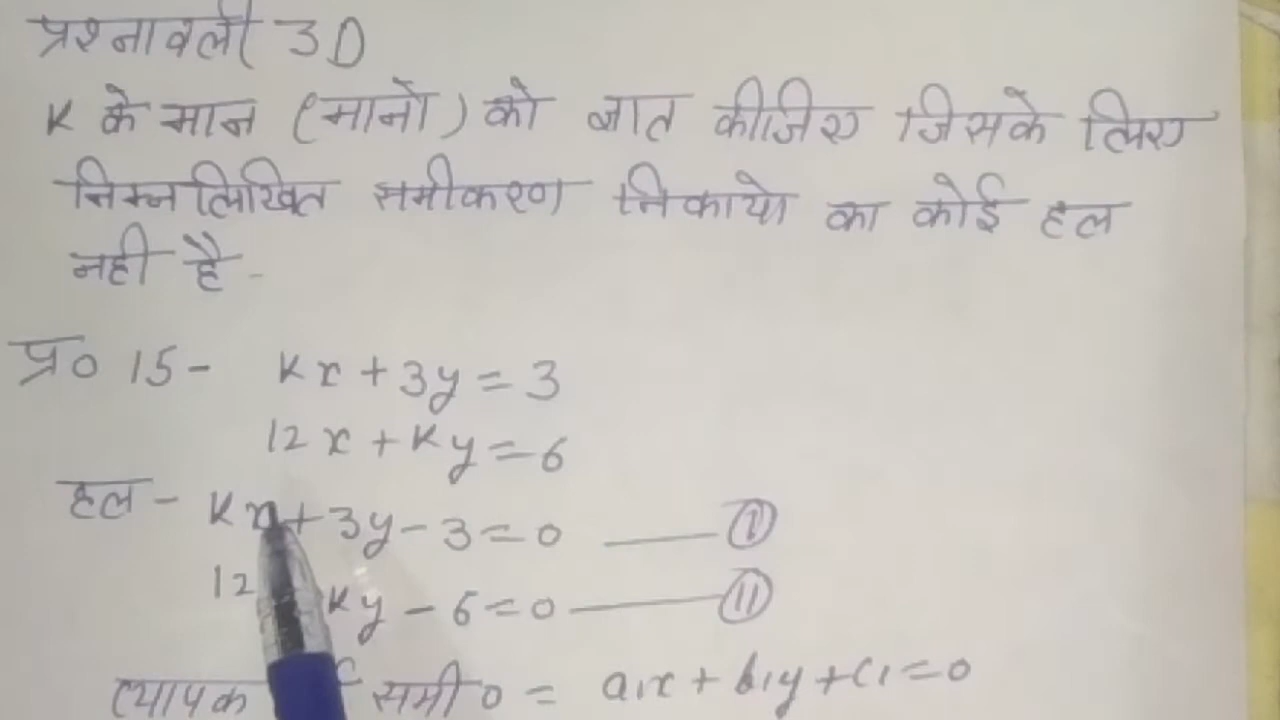 प्रश्नावली 3D
K के मान (मानो) को ज्ञात कीजिए जिसके लिए
निम्नलिखित समीकरण निकायो का कोई हल
नही है -
प्र० 15- Kx + 3y = 3
12x + Ky = 6
हल - Kx + 3y - 3 = 0 —— (I)
12 Ky - 6 = 0 —— (II)
व्यापक समी० = a1x + b1y + c1 = 0